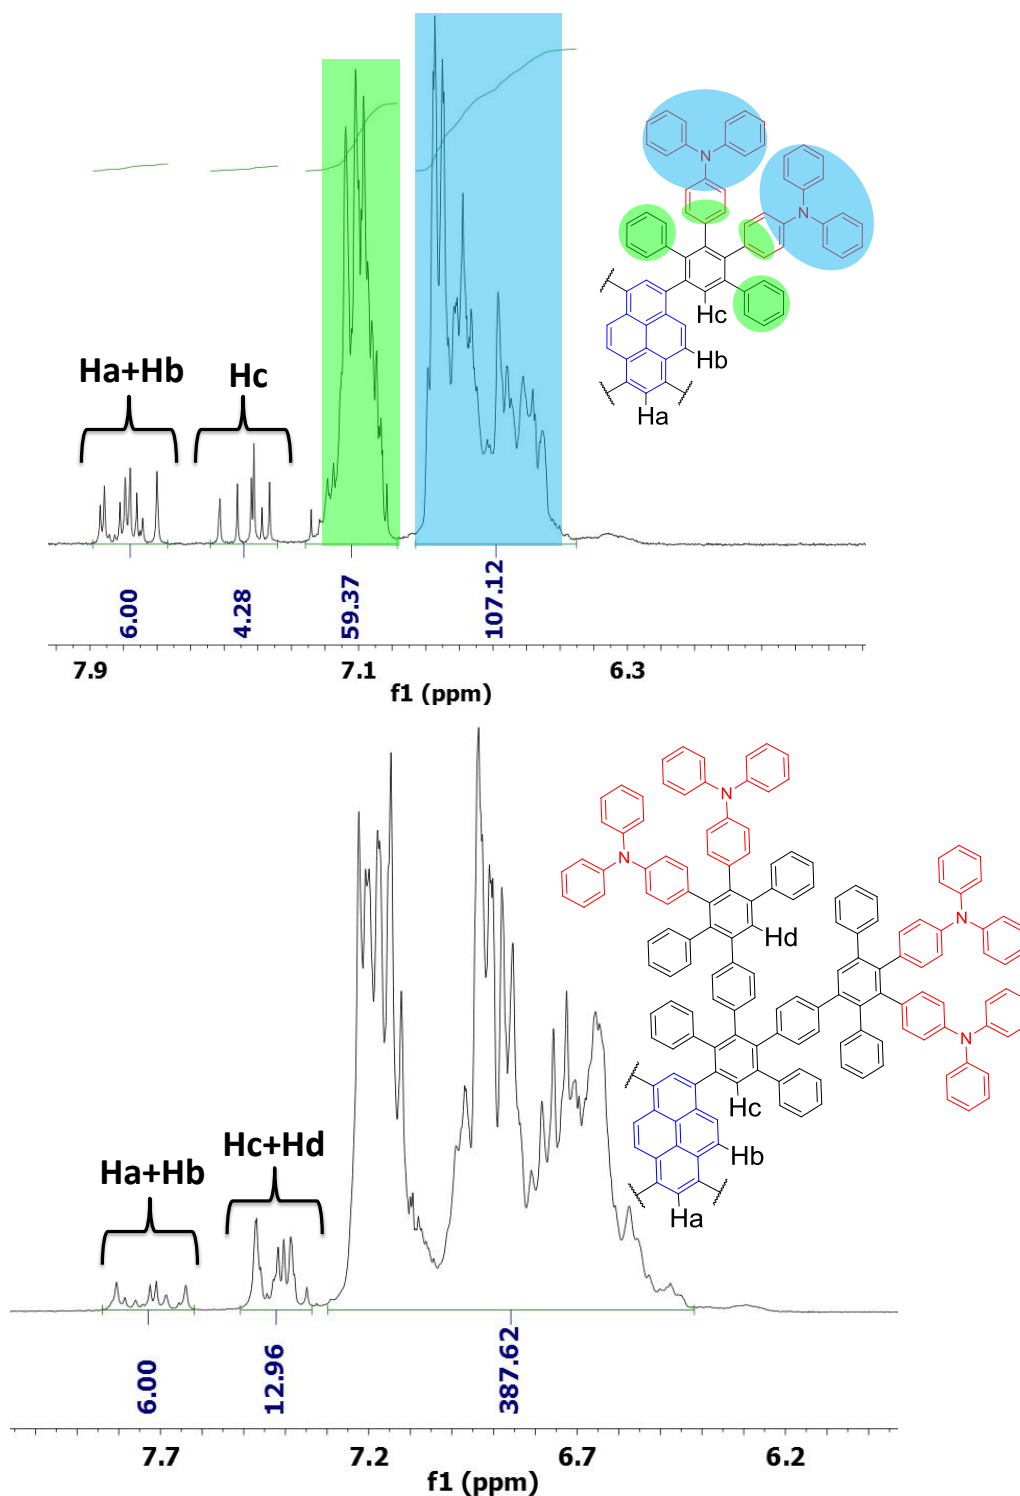 N
N
Hc
Hb
Ha
Ha+Hb
Hc
6.00
4.28
59.37
107.12
7.9
7.1
6.3
f1 (ppm)
N
N
N
Hd
N
Hc
Hb
Ha
Ha+Hb
Hc+Hd
6.00
12.96
387.62
7.7
7.2
6.7
6.2
f1 (ppm)